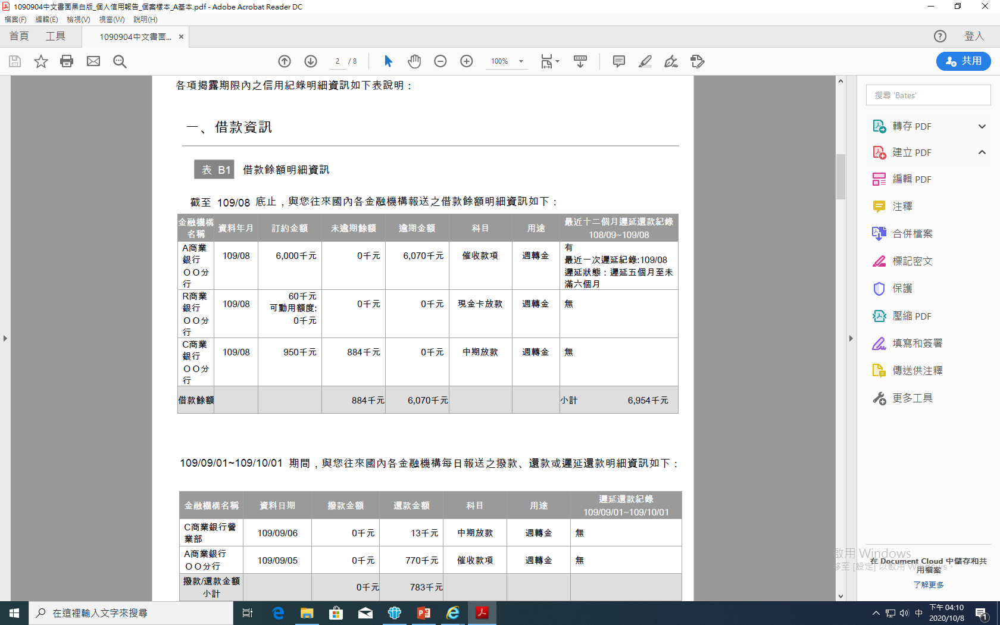 1090904中文書面黑白版_個人信用報告_個案樣本_A基本.pdf - Adobe Acrobat Reader DC
檔案(F) 編輯(E) 檢視(V) 視窗(W) 說明(H)
首頁 工具 1090904中文書面... × ? 登入
2 / 8 100% 共用
各項揭露期限內之信用紀錄明細資訊如下表說明：
一、借款資訊
表 B1 借款餘額明細資訊
截至 109/08 底止，與您往來國內各金融機構報送之借款餘額明細資訊如下：
金融機構名稱 資料年月 訂約金額 未逾期餘額 逾期金額 科目 用途 最近十二個月遲延還款紀錄 108/09~109/08
A商業銀行ＯＯ分行 109/08 6,000千元 0千元 6,070千元 催收款項 週轉金 有
最近一次遲延紀錄:109/08
遲延狀態：遲延五個月至未滿六個月
R商業銀行ＯＯ分行 109/08 60千元 可動用額度: 0千元 0千元 0千元 現金卡放款 週轉金 無
C商業銀行ＯＯ分行 109/08 950千元 884千元 0千元 中期放款 週轉金 無
借款餘額 884千元 6,070千元 小計 6,954千元
109/09/01~109/10/01 期間，與您往來國內各金融機構每日報送之撥款、還款或遲延還款明細資訊如下：
金融機構名稱 資料日期 撥款金額 還款金額 科目 用途 遲延還款紀錄 109/09/01~109/10/01
C商業銀行營業部 109/09/06 0千元 13千元 中期放款 週轉金 無
A商業銀行ＯＯ分行 109/09/05 0千元 770千元 催收款項 週轉金 無
撥款/還款金額小計 0千元 783千元
搜尋 'Bates'
轉存 PDF
建立 PDF
編輯 PDF
注釋
合併檔案
標記密文
保護
壓縮 PDF
填寫和簽署
傳送供注釋
更多工具
啟用 Windows
移至 [設定] 以啟用 Windows。
在 Document Cloud 中儲存和共用檔案
了解更多
在這裡輸入文字來搜尋
中 下午 04:10
2020/10/8
1